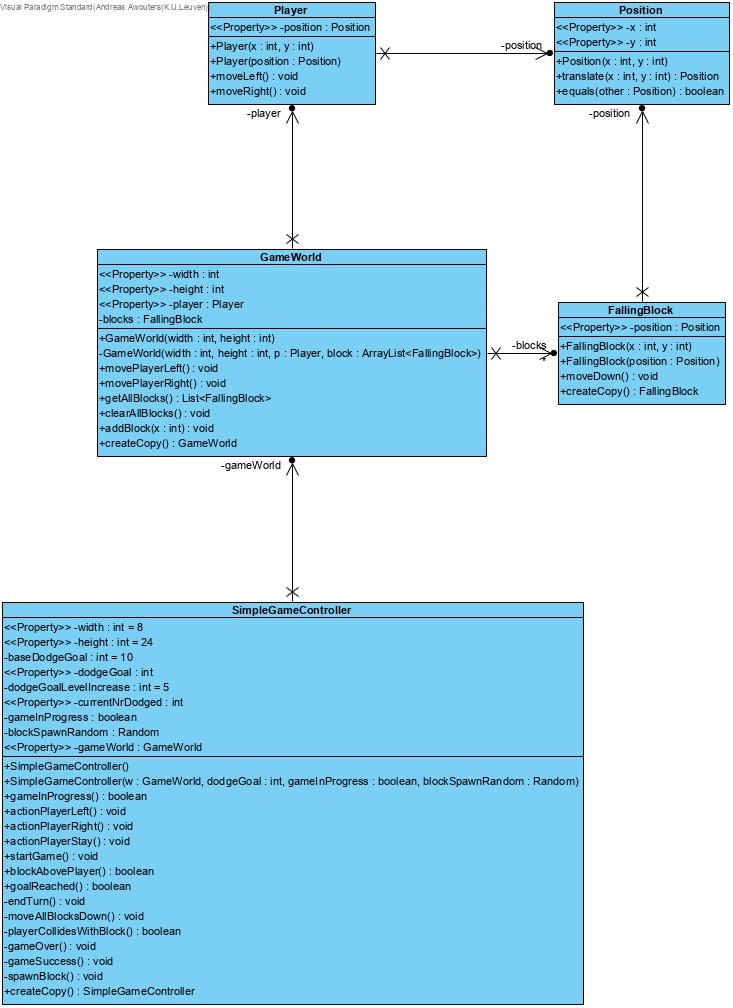 Visual Paradigm Standard(Andreas Awouters(K.U.Leuven))
Player
<<Property>> -position : Position
+Player(x : int, y : int)
+Player(position : Position)
+moveLeft() : void
+moveRight() : void
-position
Position
<<Property>> -x : int
<<Property>> -y : int
+Position(x : int, y : int)
+translate(x : int, y : int) : Position
+equals(other : Position) : boolean
-player
-position
GameWorld
<<Property>> -width : int
<<Property>> -height : int
<<Property>> -player : Player
-blocks : FallingBlock
+GameWorld(width : int, height : int)
-GameWorld(width : int, height : int, p : Player, block : ArrayList<FallingBlock>)
+movePlayerLeft() : void
+movePlayerRight() : void
+getAllBlocks() : List<FallingBlock>
+clearAllBlocks() : void
+addBlock(x : int) : void
+createCopy() : GameWorld
-blocks
FallingBlock
<<Property>> -position : Position
+FallingBlock(x : int, y : int)
+FallingBlock(position : Position)
+moveDown() : void
+createCopy() : FallingBlock
-gameWorld
SimpleGameController
<<Property>> -width : int = 8
<<Property>> -height : int = 24
-baseDodgeGoal : int = 10
<<Property>> -dodgeGoal : int
-dodgeGoalLevelIncrease : int = 5
<<Property>> -currentNrDodged : int
-gameInProgress : boolean
-blockSpawnRandom : Random
<<Property>> -gameWorld : GameWorld
+SimpleGameController()
+SimpleGameController(w : GameWorld, dodgeGoal : int, gameInProgress : boolean, blockSpawnRandom : Random)
+gameInProgress() : boolean
+actionPlayerLeft() : void
+actionPlayerRight() : void
+actionPlayerStay() : void
+startGame() : void
+blockAbovePlayer() : boolean
+goalReached() : boolean
-endTurn() : void
-moveAllBlocksDown() : void
-playerCollidesWithBlock() : boolean
-gameOver() : void
-gameSuccess() : void
-spawnBlock() : void
+createCopy() : SimpleGameController